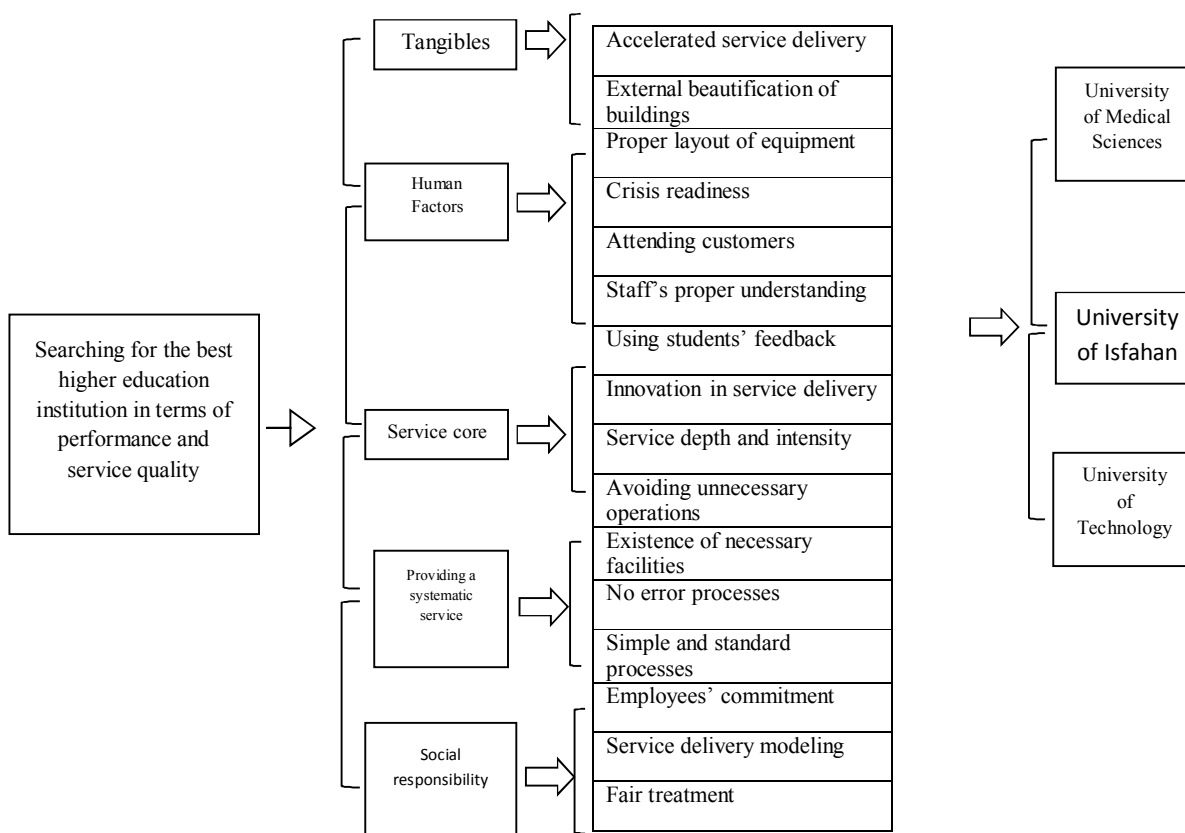 Searching for the best
higher education
institution in terms of
performance and
service quality
Tangibles
Human
Factors
Service core
Providing a
systematic
service
Social
responsibility
Accelerated service delivery
External beautification of
buildings
Proper layout of equipment
Crisis readiness
Attending customers
Staff’s proper understanding
Using students’ feedback
Innovation in service delivery
Service depth and intensity
Avoiding unnecessary
operations
Existence of necessary
facilities
No error processes
Simple and standard
processes
Employees’ commitment
Service delivery modeling
Fair treatment
University
of Medical
Sciences
University
of Isfahan
University
of
Technology